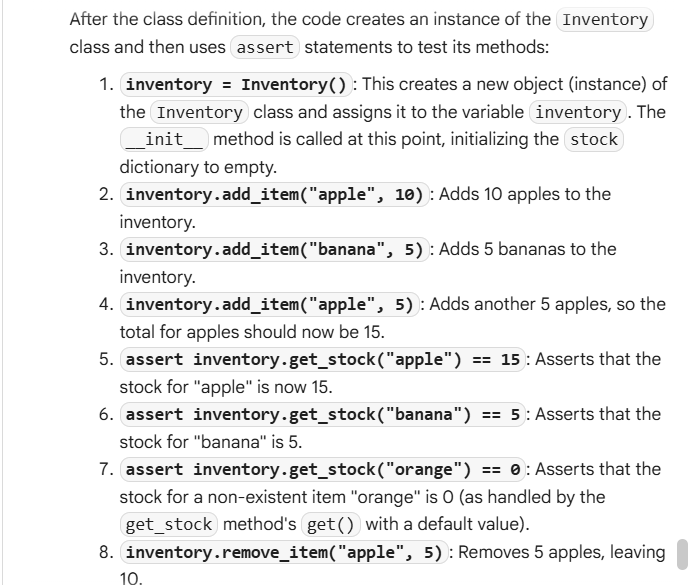 After the class definition, the code creates an instance of the Inventory
class and then uses assert statements to test its methods:
1. inventory = Inventory() : This creates a new object (instance) of
the Inventory class and assigns it to the variable inventory . The
__init__ method is called at this point, initializing the stock
dictionary to empty.
2. inventory.add_item("apple", 10) : Adds 10 apples to the
inventory.
3. inventory.add_item("banana", 5) : Adds 5 bananas to the
inventory.
4. inventory.add_item("apple", 5) : Adds another 5 apples, so the
total for apples should now be 15.
5. assert inventory.get_stock("apple") == 15 : Asserts that the
stock for "apple" is now 15.
6. assert inventory.get_stock("banana") == 5 : Asserts that the
stock for "banana" is 5.
7. assert inventory.get_stock("orange") == 0 : Asserts that the
stock for a non-existent item "orange" is 0 (as handled by the
get_stock method's get() with a default value).
8. inventory.remove_item("apple", 5) : Removes 5 apples, leaving
10.